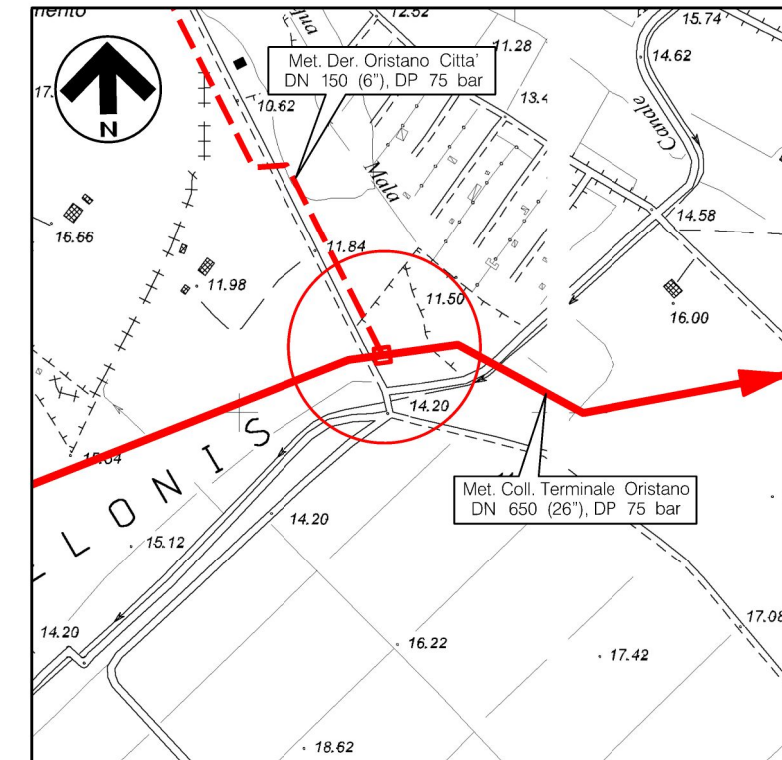 12.52
15.74
14.62
11.28
Met. Der. Oristano Citta'
DN 150 (6"), DP 75 bar
13.4
10.62
N
Canale
Mala
14.58
16.66
11.84
11.98
11.50
16.00
14.20
LONIS
Met. Coll. Terminale Oristano
DN 650 (26"), DP 75 bar
14.20
15.12
14.20
17.08
16.22
17.42
18.62